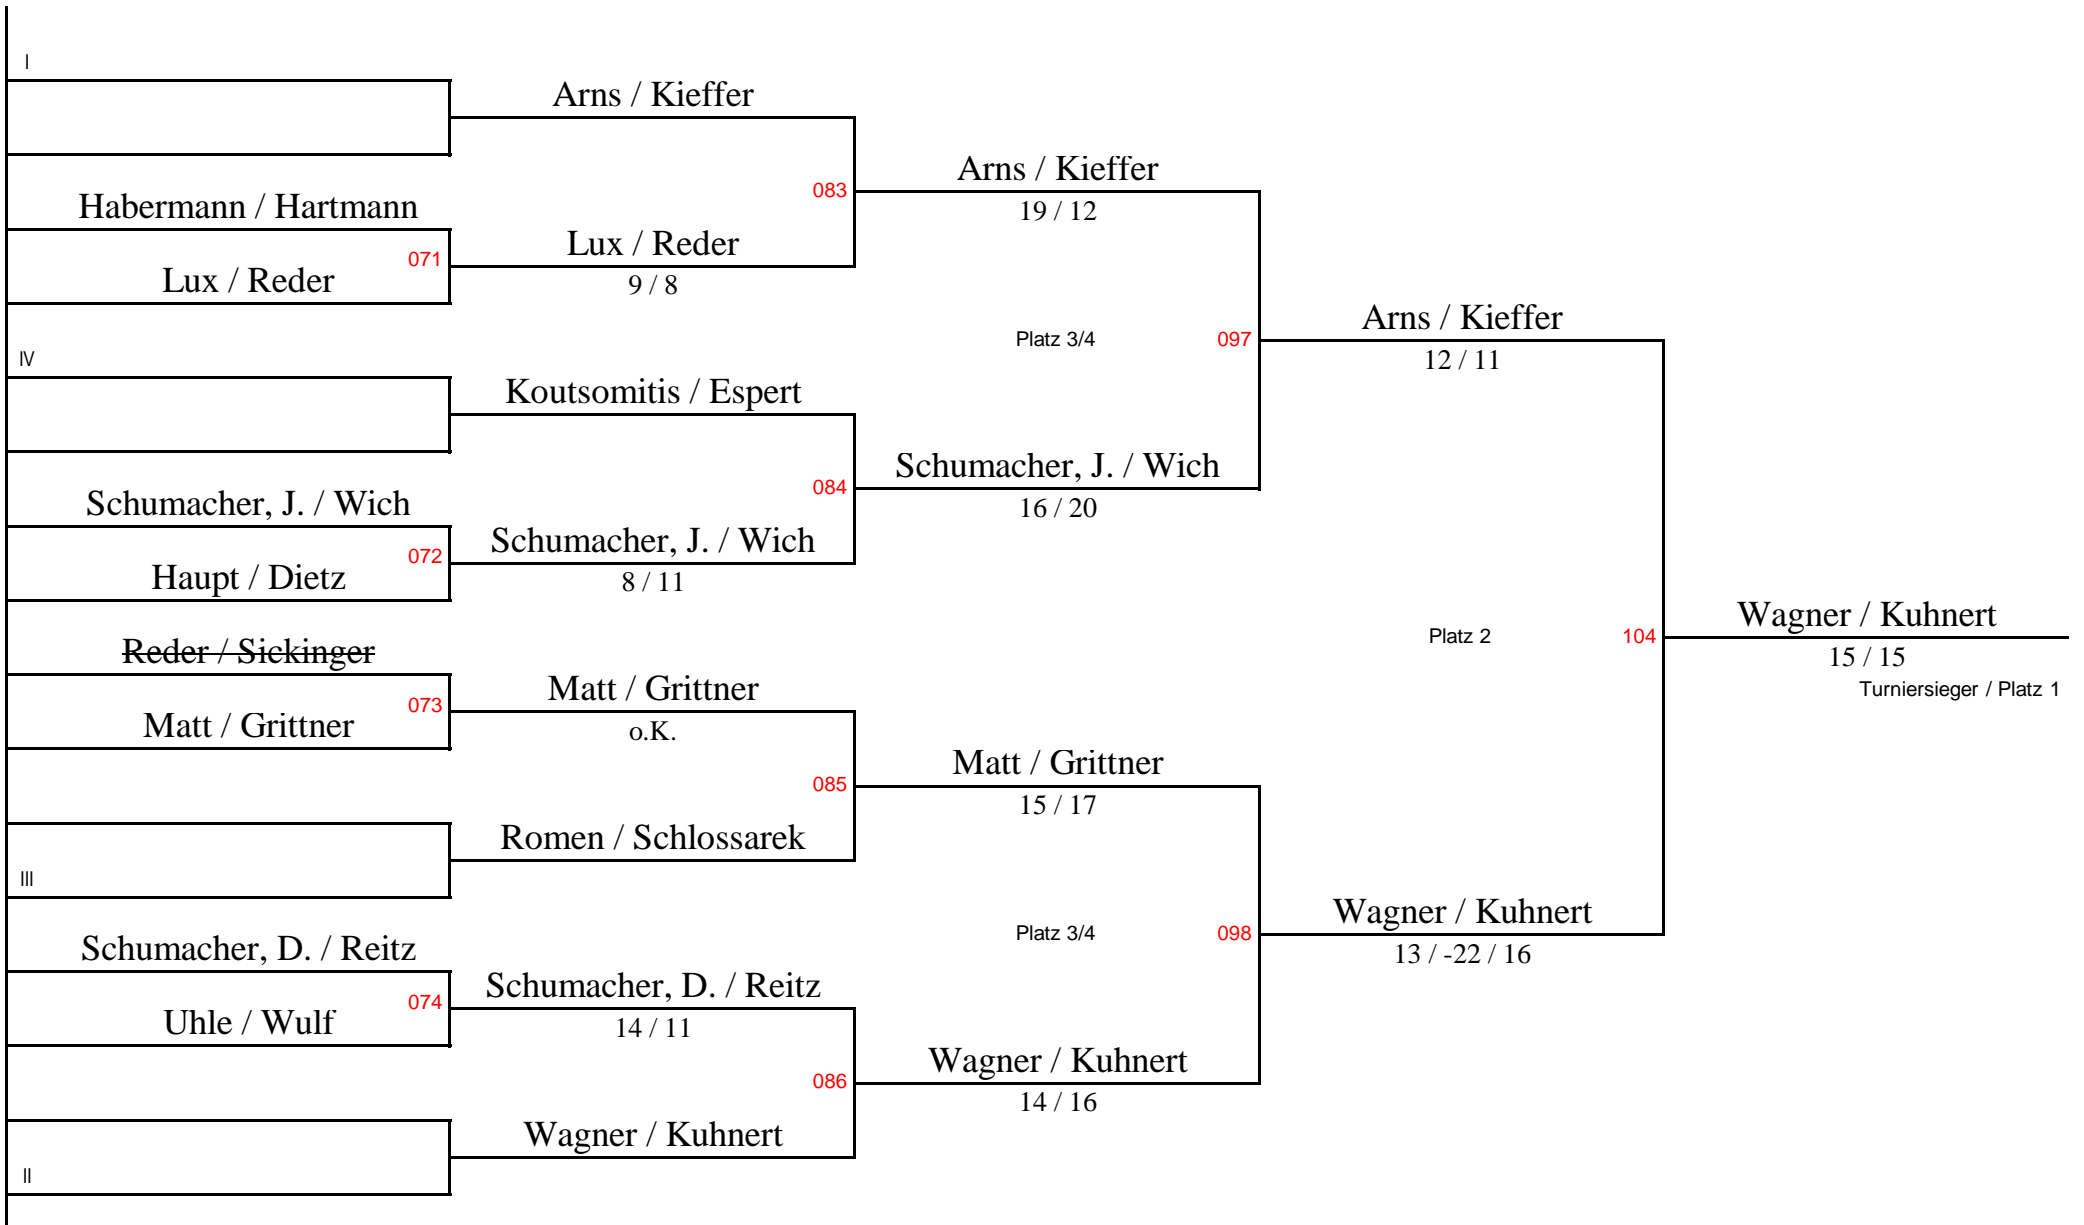 I
Arns / Kieffer
Arns / Kieffer
083
19 / 12
Habermann / Hartmann
Lux / Reder
071
Lux / Reder
9 / 8
Arns / Kieffer
Platz 3/4
097
12 / 11
IV
Koutsomitis / Espert
Schumacher, J. / Wich
084
16 / 20
Schumacher, J. / Wich
Schumacher, J. / Wich
072
Haupt / Dietz
8 / 11
Wagner / Kuhnert
Platz 2
104
15 / 15
Turniersieger / Platz 1
Reder / Sickinger
Matt / Grittner
073
Matt / Grittner
o.K.
Matt / Grittner
085
15 / 17
Romen / Schlossarek
III
Wagner / Kuhnert
Platz 3/4
098
13 / -22 / 16
Schumacher, D. / Reitz
Schumacher, D. / Reitz
074
Uhle / Wulf
14 / 11
Wagner / Kuhnert
086
14 / 16
Wagner / Kuhnert
II